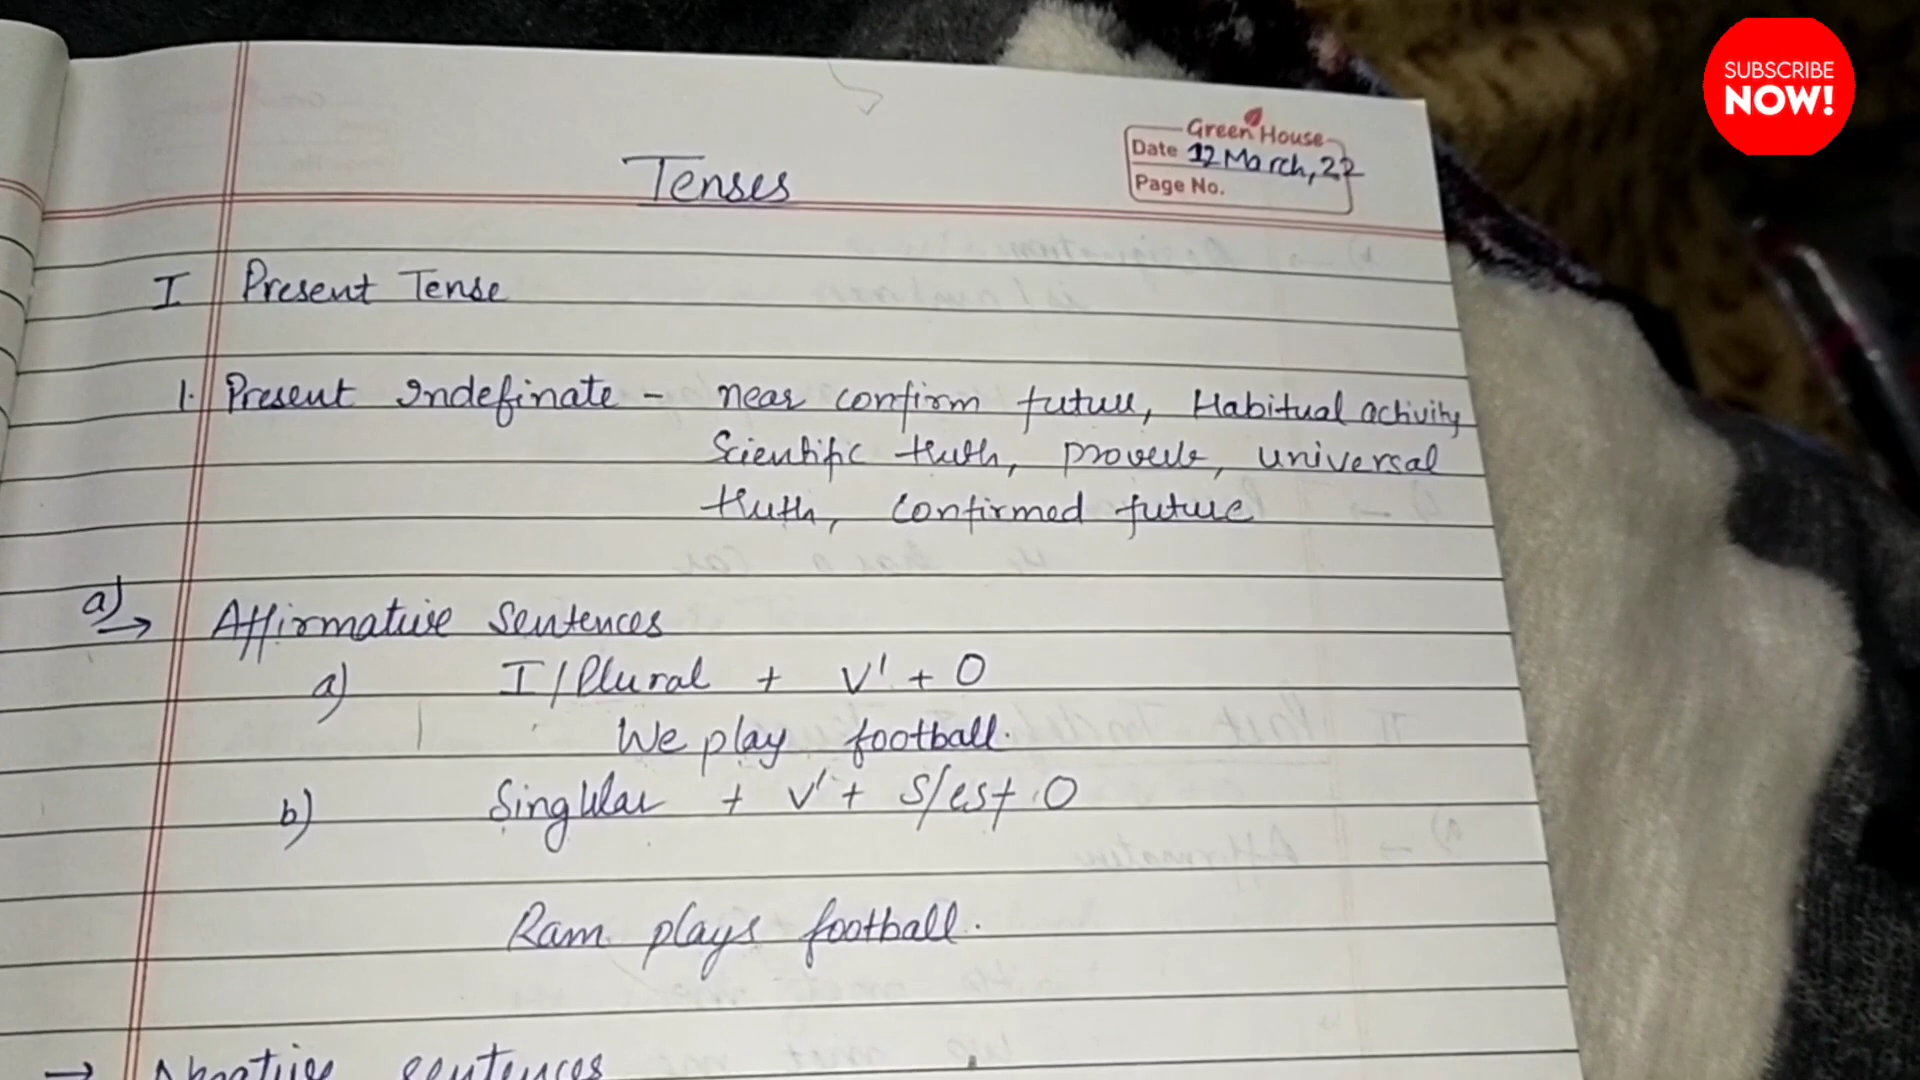 SUBSCRIBE
NOW!
Green House
Date 12 March, 22
Page No.
Tenses
I Present Tense
1. Present Indefinate - near confirm future, Habitual activity
Scientific truth, proverb, universal
truth, confirmed future
a) → Affirmative Sentences
a) I/Plural + V' + O
We play football.
b) Singular + V' + S/es + O
Ram plays football.
→ Negative sentences